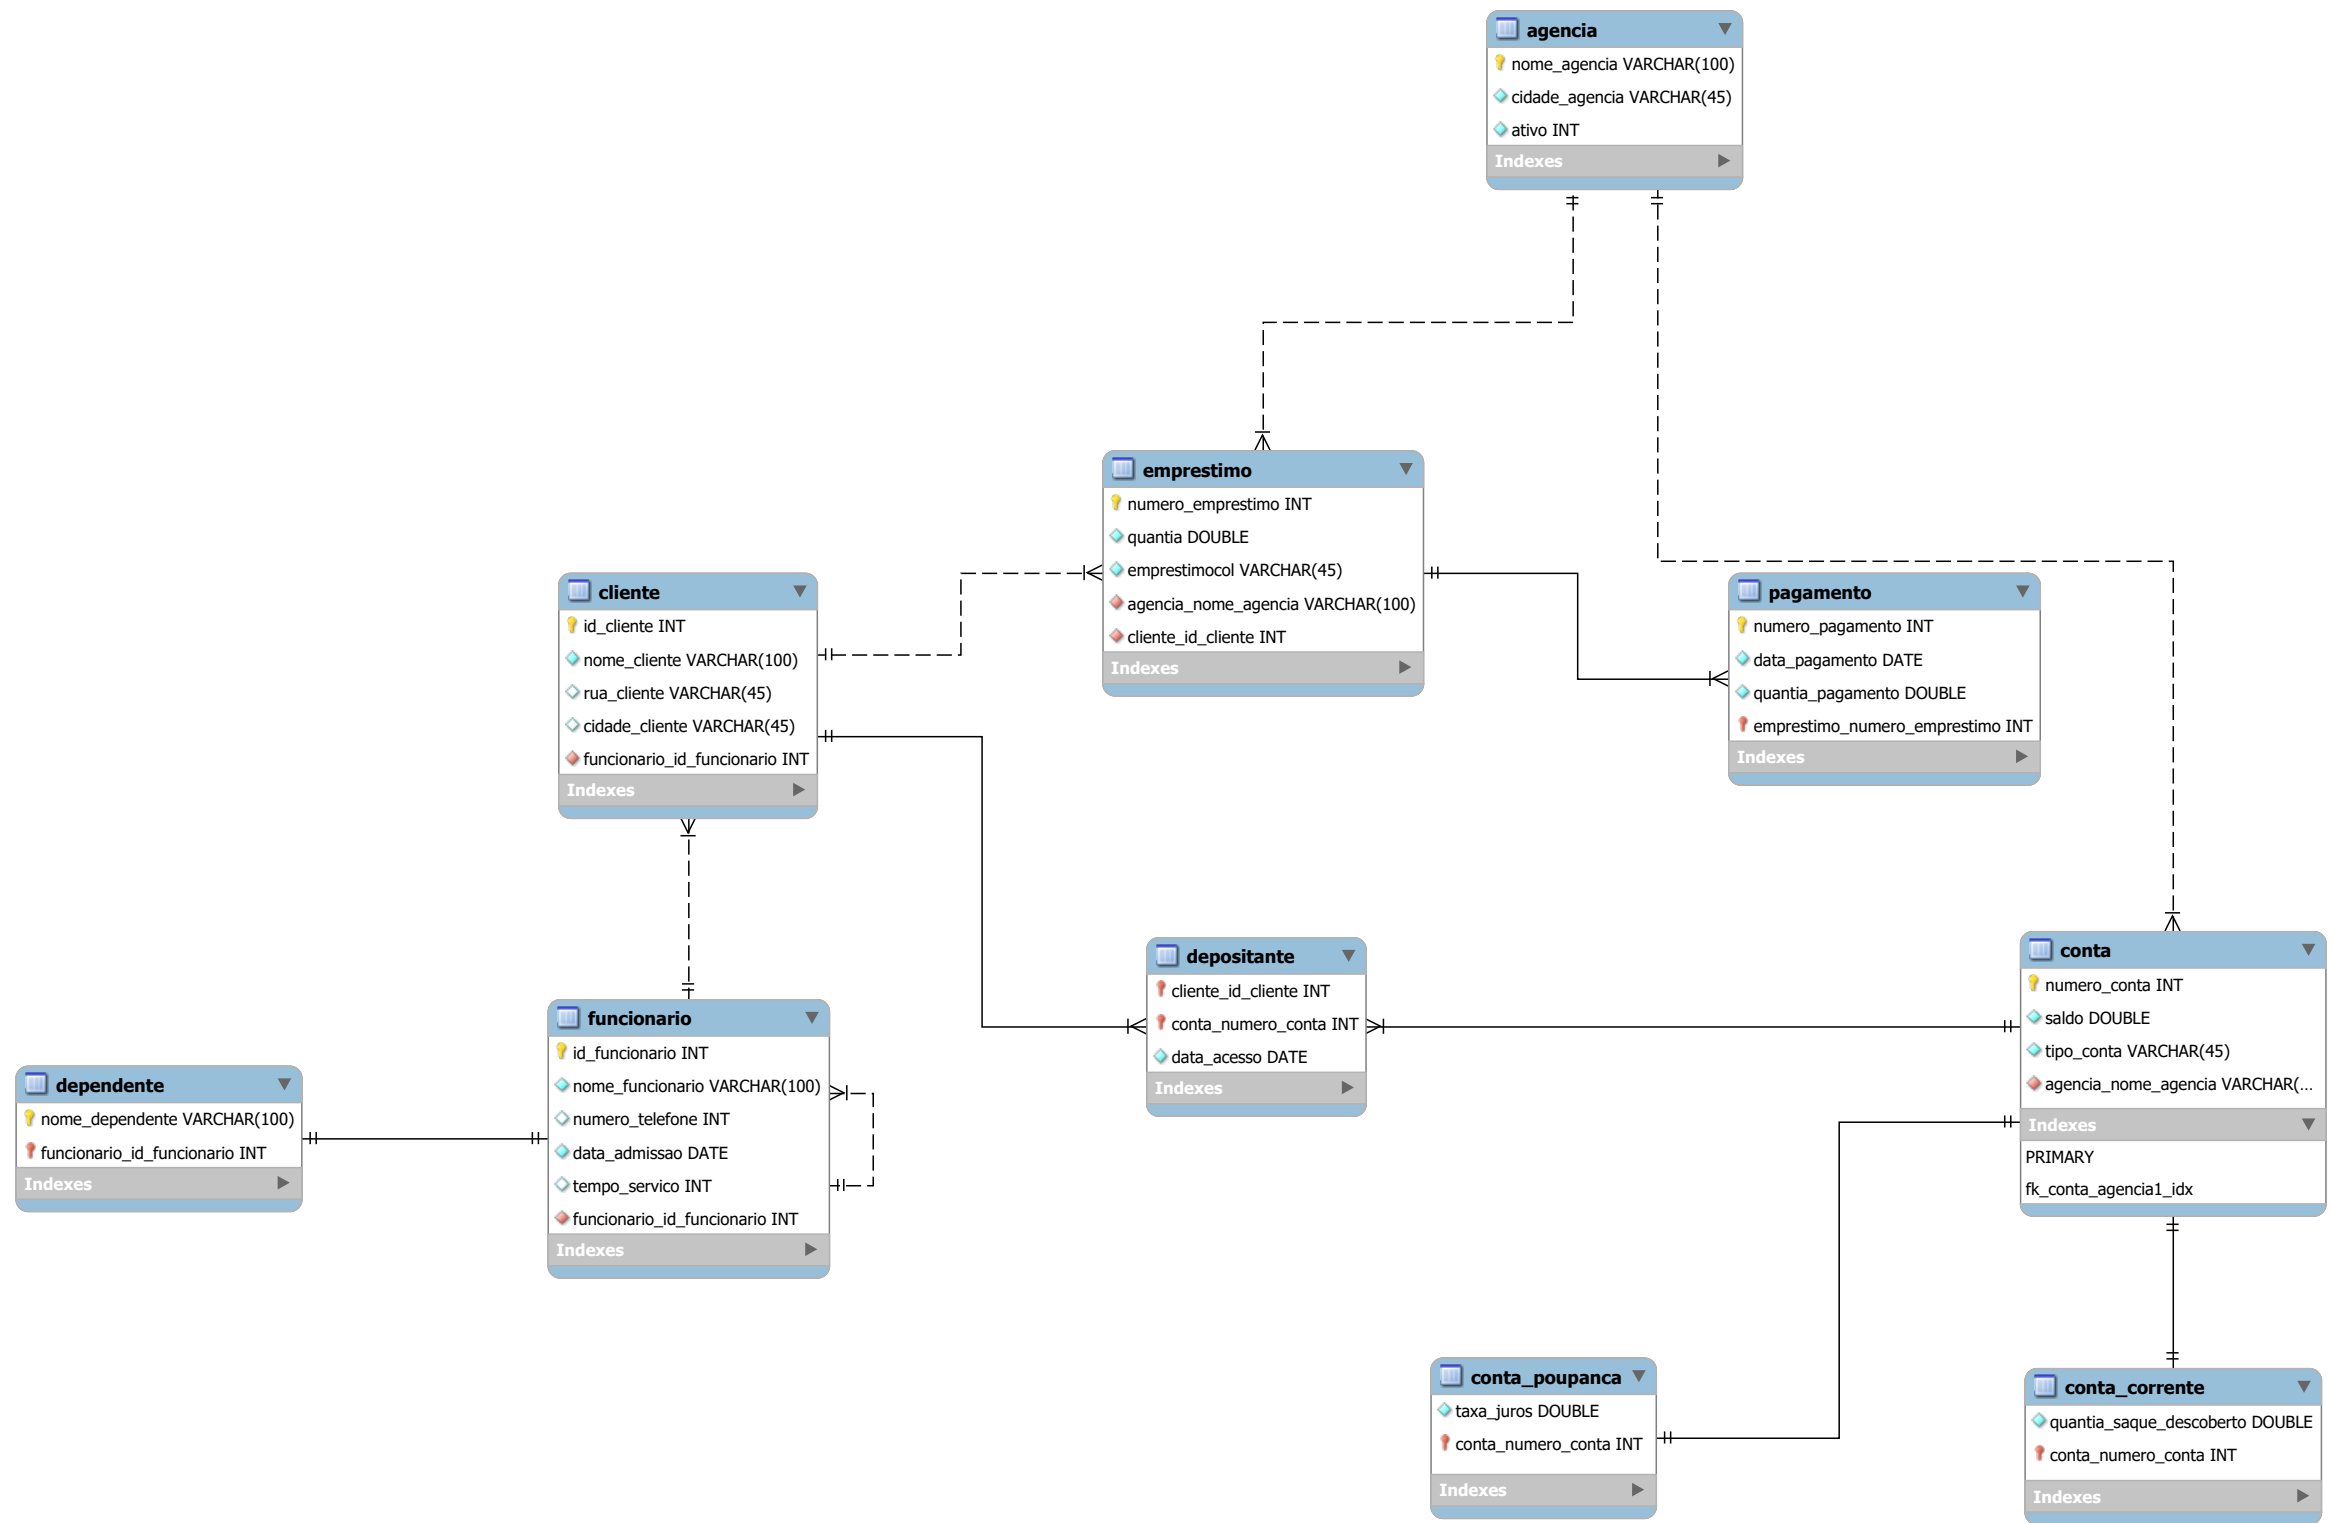 agencia
nome_agencia VARCHAR(100)
cidade_agencia VARCHAR(45)
ativo INT
Indexes
emprestimo
numero_emprestimo INT
quantia DOUBLE
emprestimocol VARCHAR(45)
agencia_nome_agencia VARCHAR(100)
cliente_id_cliente INT
Indexes
cliente
id_cliente INT
nome_cliente VARCHAR(100)
rua_cliente VARCHAR(45)
cidade_cliente VARCHAR(45)
funcionario_id_funcionario INT
Indexes
pagamento
numero_pagamento INT
data_pagamento DATE
quantia_pagamento DOUBLE
emprestimo_numero_emprestimo INT
Indexes
depositante
cliente_id_cliente INT
conta_numero_conta INT
data_acesso DATE
Indexes
conta
numero_conta INT
saldo DOUBLE
tipo_conta VARCHAR(45)
agencia_nome_agencia VARCHAR(...
Indexes
PRIMARY
fk_conta_agencia1_idx
funcionario
id_funcionario INT
nome_funcionario VARCHAR(100)
numero_telefone INT
data_admissao DATE
tempo_servico INT
funcionario_id_funcionario INT
Indexes
dependente
nome_dependente VARCHAR(100)
funcionario_id_funcionario INT
Indexes
conta_poupanca
taxa_juros DOUBLE
conta_numero_conta INT
Indexes
conta_corrente
quantia_saque_descoberto DOUBLE
conta_numero_conta INT
Indexes